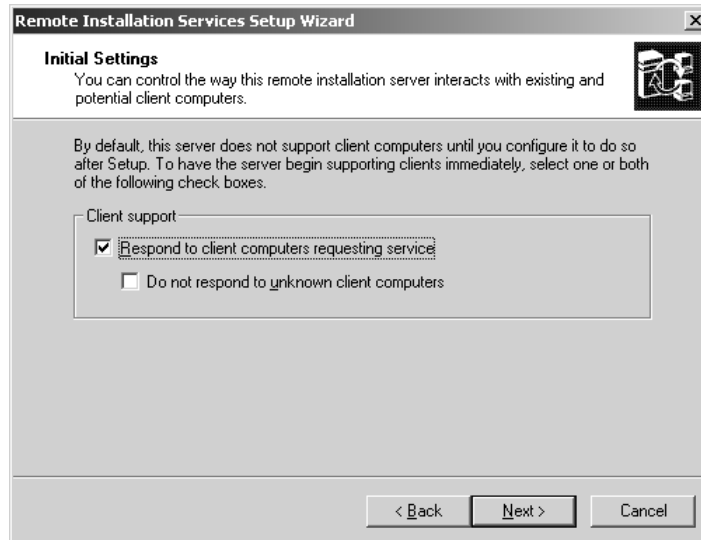 Remote Installation Services Setup Wizard
Initial Settings
You can control the way this remote installation server interacts with existing and
potential client computers.
By default, this server does not support client computers until you configure it to do so
after Setup. To have the server begin supporting clients immediately, select one or both
of the following check boxes.
Client support
Respond to client computers requesting service
Do not respond to unknown client computers
< Back
Next >
Cancel